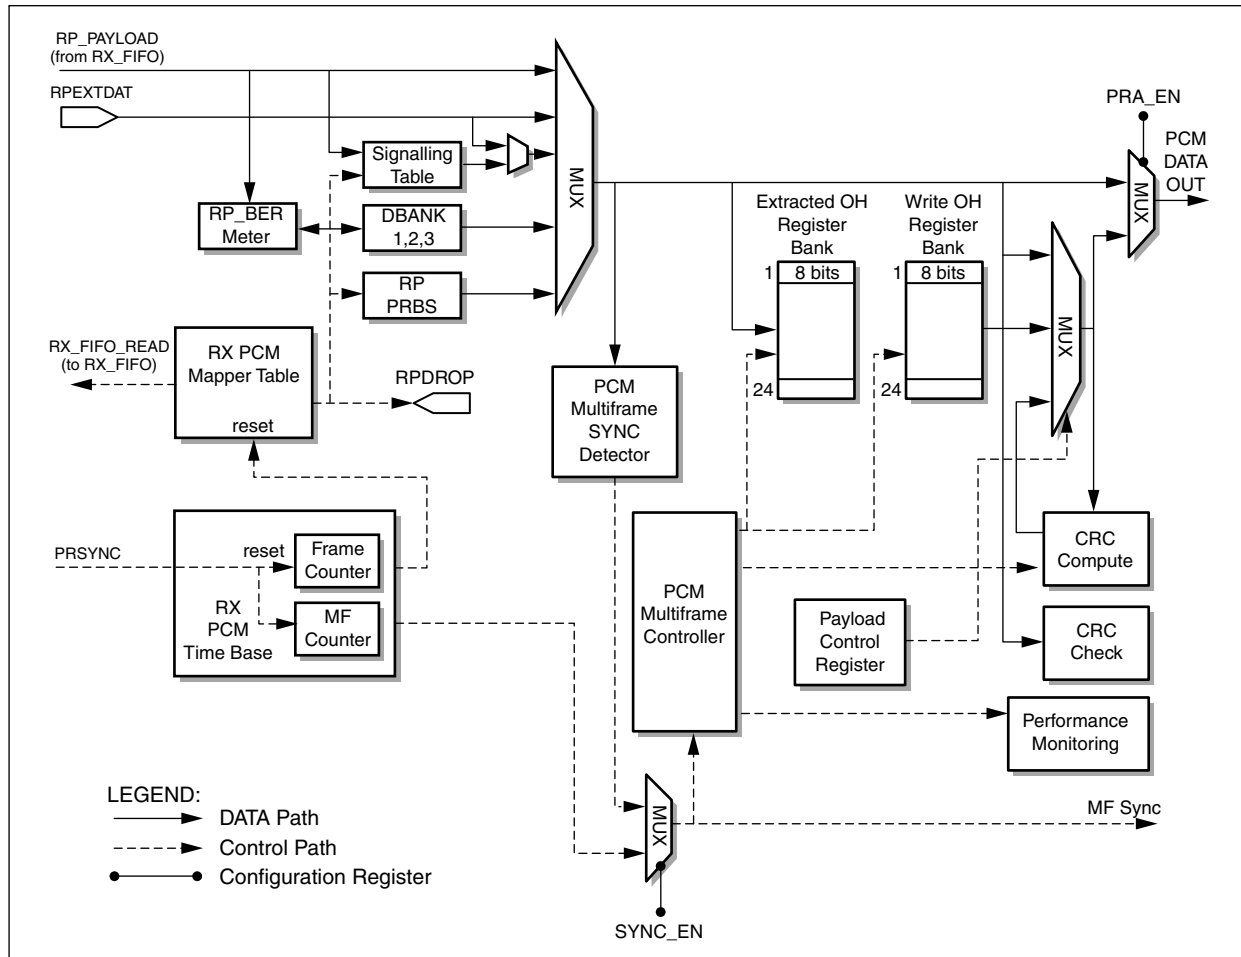 RP_PAYLOAD
(from RX_FIFO)
RPEXTDAT
PRA_EN
PCM
DATA
OUT
MUX
Signalling
Table
MUX
Extracted OH
Register
Bank
Write OH
Register
Bank
RP_BER
Meter
DBANK
1,2,3
1
8 bits
1
8 bits
RP
PRBS
MUX
RX_FIFO_READ
(to RX_FIFO)
RX PCM
Mapper Table
reset
RPDROP
24
24
PCM
Multiframe
SYNC
Detector
PRSYNC
reset
Frame
Counter
RX
PCM
Time Base
MF
Counter
PCM
Multiframe
Controller
CRC
Compute
Payload
Control
Register
CRC
Check
Performance
Monitoring
LEGEND:
DATA Path
Control Path
Configuration Register
MUX
MF Sync
SYNC_EN